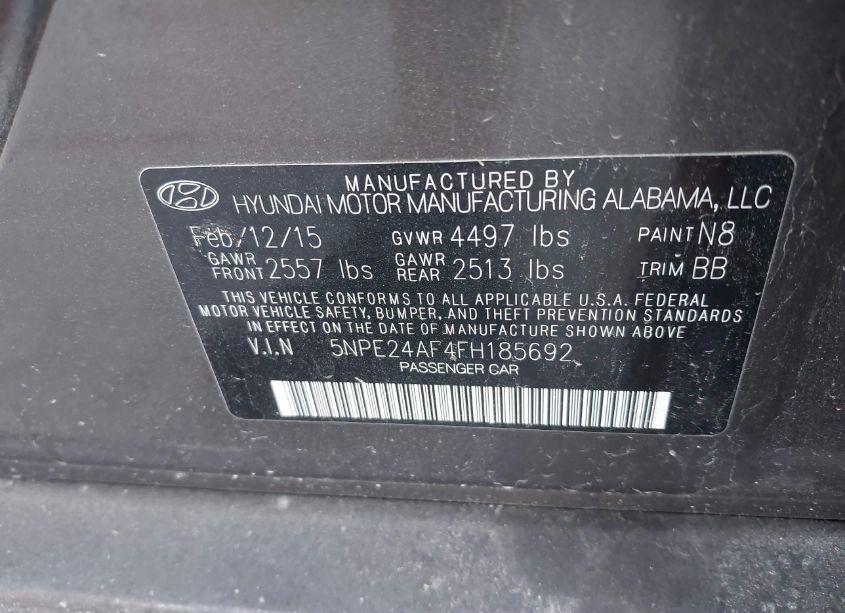 MANUFACTURED BY
HYUNDAI MOTOR MANUFACTURING ALABAMA, LLC
Feb/12/15 GVWR 4497 lbs PAINT N8
GAWR FRONT 2557 lbs GAWR REAR 2513 lbs TRIM BB
THIS VEHICLE CONFORMS TO ALL APPLICABLE U.S.A. FEDERAL
MOTOR VEHICLE SAFETY, BUMPER, AND THEFT PREVENTION STANDARDS
IN EFFECT ON THE DATE OF MANUFACTURE SHOWN ABOVE
V.I.N 5NPE24AF4FH185692
PASSENGER CAR